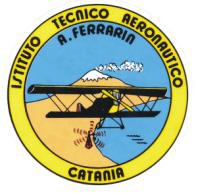 ISTITUTO TECNICO AERONAUTICO
A. FERRARIN
CATANIA